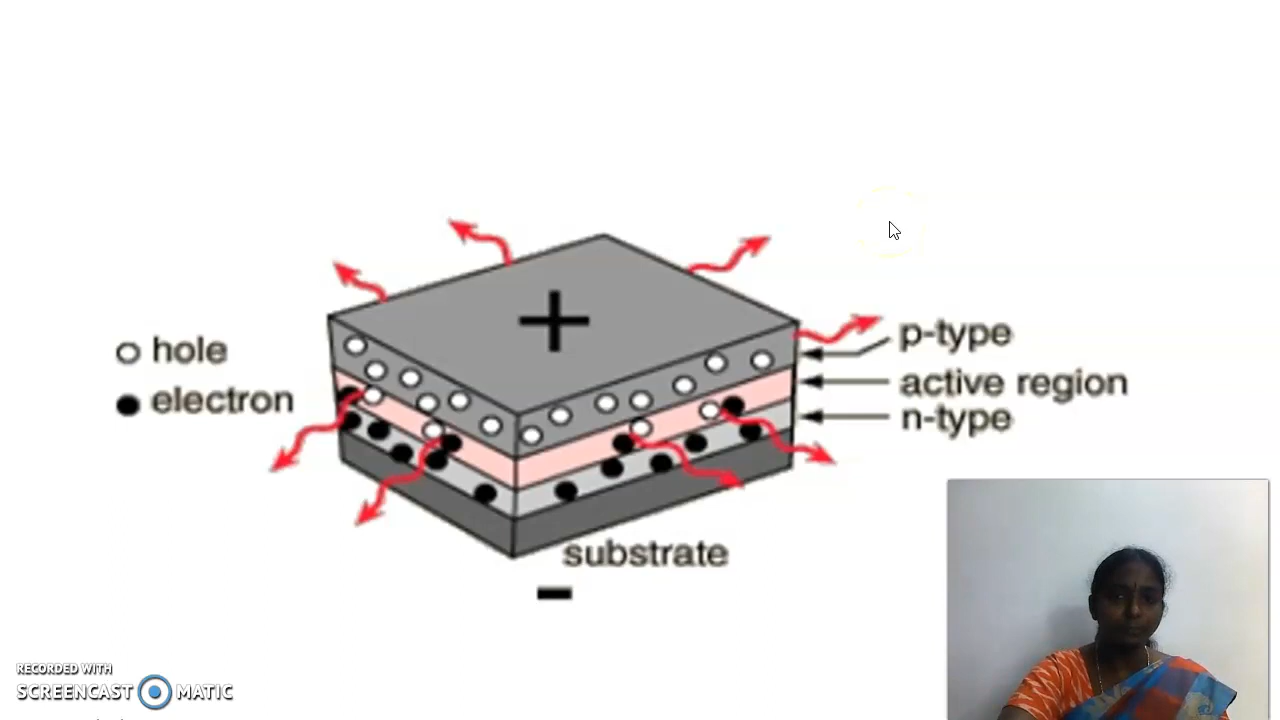 +
hole
electron
p-type
active region
n-type
substrate
-
RECORDED WITH
SCREENCAST MATIC